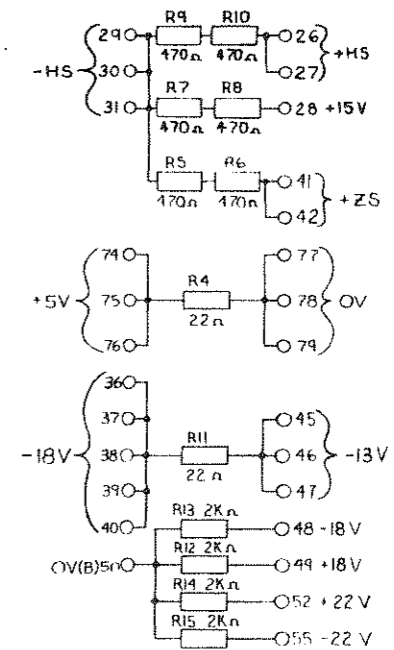 R9 R10
29 26
470Ω 470Ω +HS
-HS 30 27
R7 R8
31 28 +15V
470Ω 470Ω
R5 R6
41
470Ω 470Ω +ZS
42
74 77
R4
+5V 75 78 0V
22Ω
76 79
36
37 45
R11
-18V 38 46 -13V
22Ω
39 47
R13 2KΩ
40 48 -18V
R12 2KΩ
0V(B)50 49 +18V
R14 2KΩ
52 +22V
R15 2KΩ
55 -22V